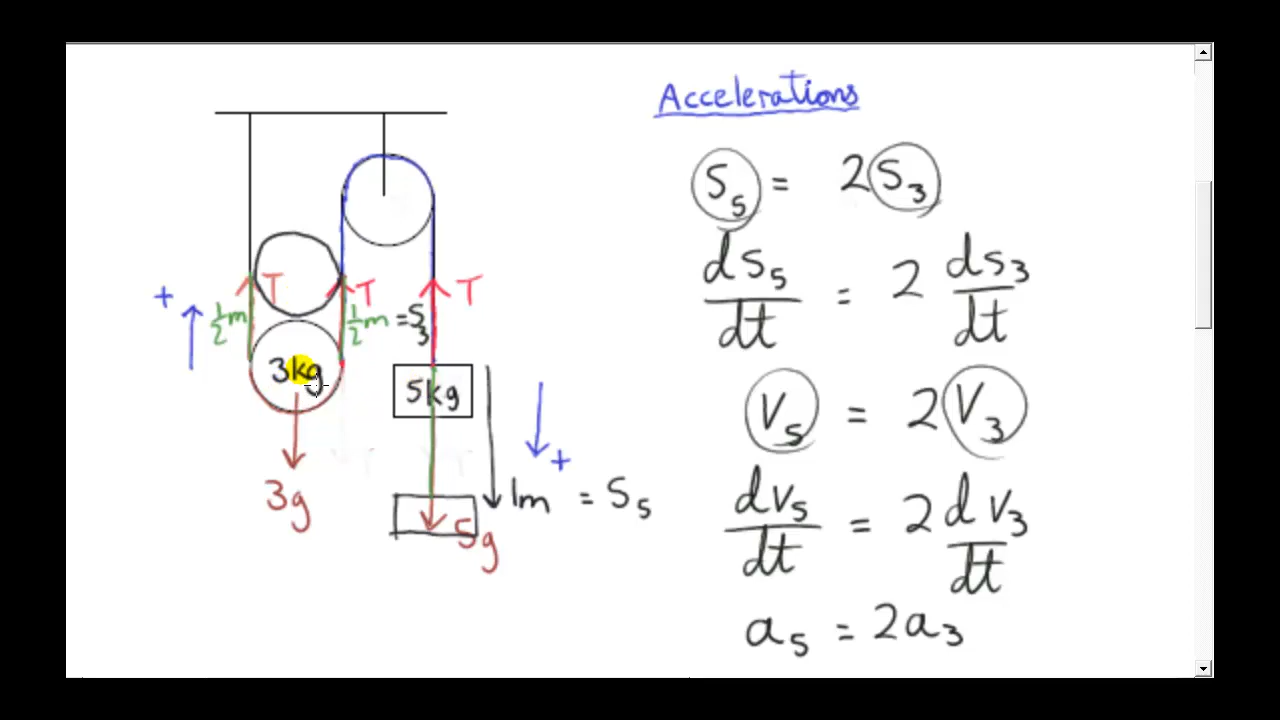 Accelerations
S₅ = 2S₃
dS₅/dt = 2 dS₃/dt
V₅ = 2V₃
dV₅/dt = 2 dV₃/dt
a₅ = 2a₃
+
T
T
T
½m
½m = S₃
3kg
5kg
+
1m = S₅
3g
5g